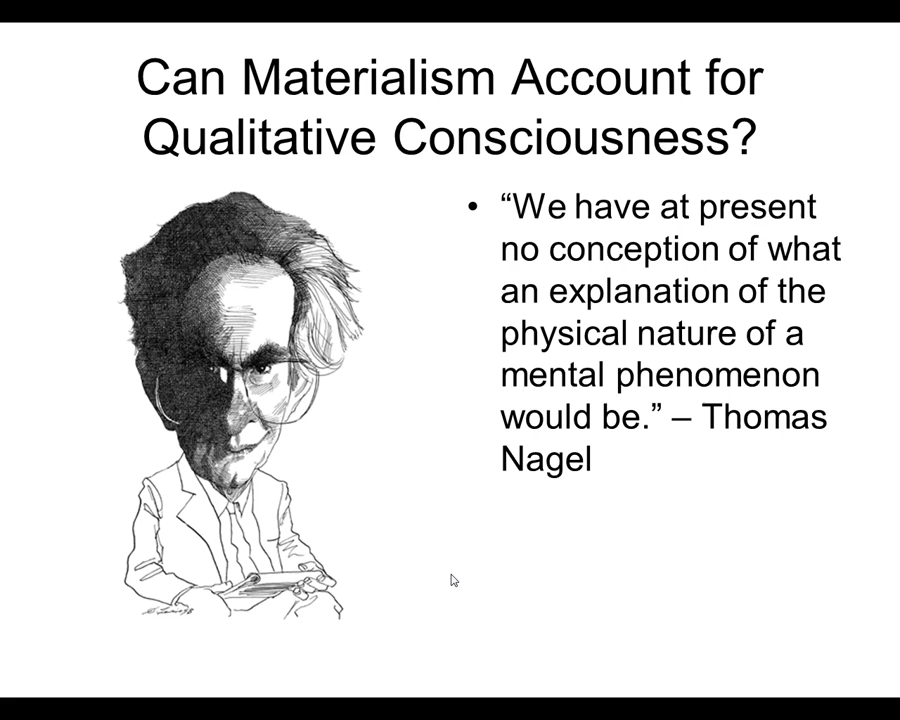 Can Materialism Account for
Qualitative Consciousness?
• “We have at present
no conception of what
an explanation of the
physical nature of a
mental phenomenon
would be.” – Thomas
Nagel